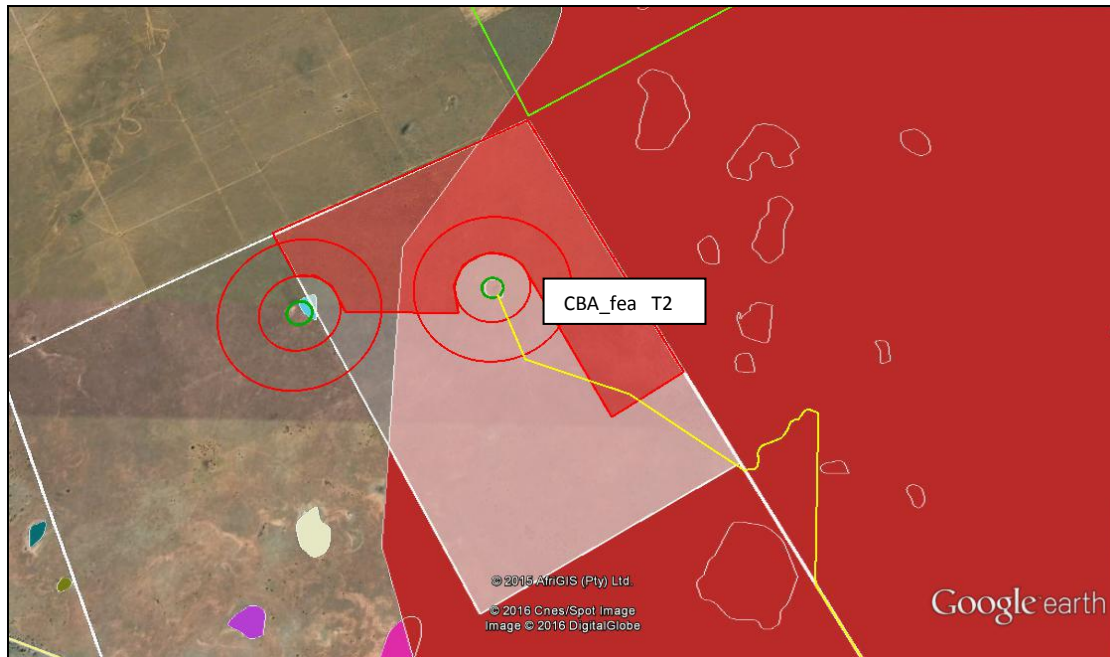 CBA_fea T2
© 2015 AfriGIS (Pty) Ltd.
© 2016 Cnes/Spot Image
Image © 2016 DigitalGlobe
Google earth